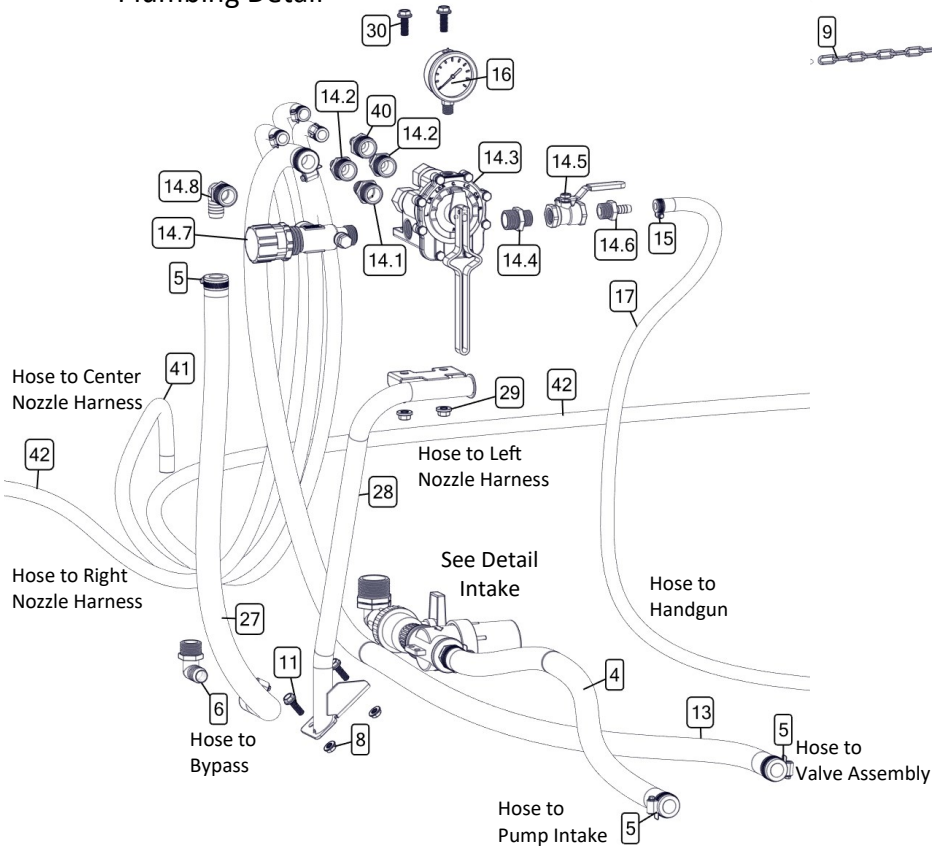 Plumbing Detail
30
9
16
14.2
40
14.2
14.3
14.5
14.8
14.7
14.1
14.4
14.6
15
5
17
41
Hose to Center
Nozzle Harness
29
42
42
Hose to Left
Nozzle Harness
28
See Detail
Intake
Hose to Right
Nozzle Harness
Hose to
Handgun
27
11
4
6
13
8
5
Hose to
Bypass
Hose to
Valve Assembly
Hose to
Pump Intake
5